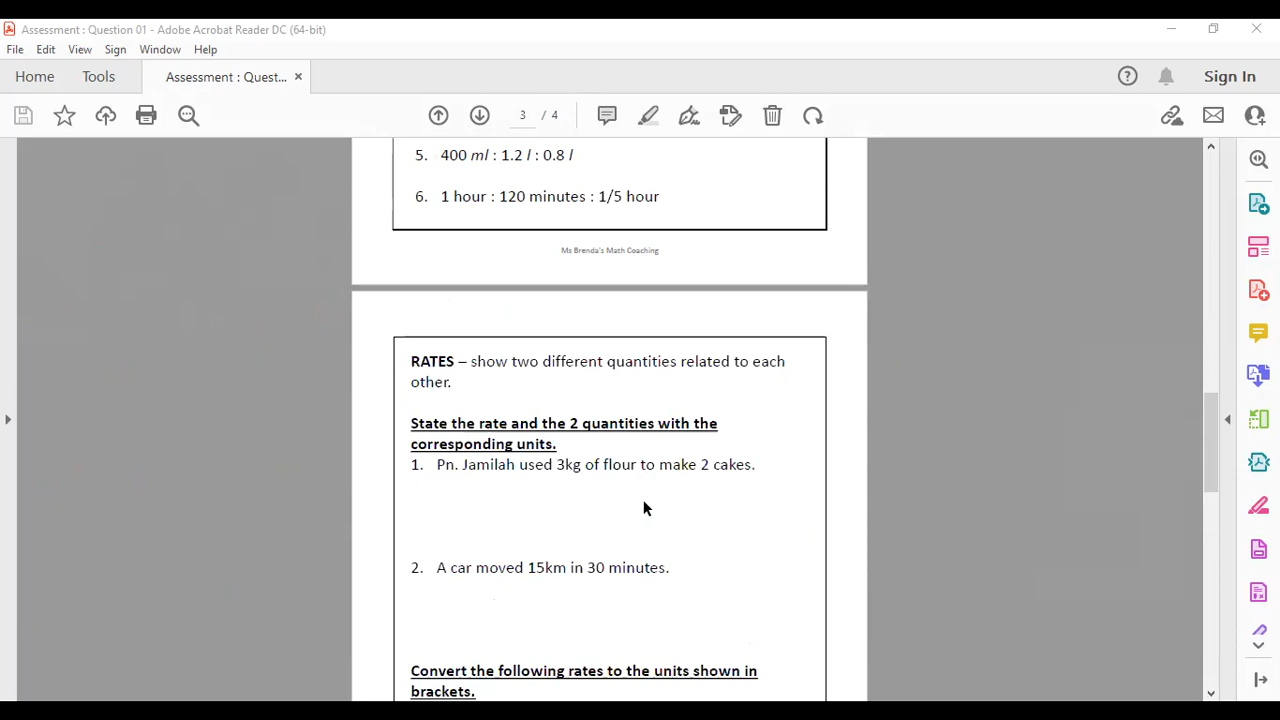 Assessment : Question 01 - Adobe Acrobat Reader DC (64-bit)
File Edit View Sign Window Help
Home Tools Assessment : Quest... × Sign In
3 / 4
5. 400 ml : 1.2 l : 0.8 l
6. 1 hour : 120 minutes : 1/5 hour
Ms Brenda's Math Coaching
RATES – show two different quantities related to each
other.
State the rate and the 2 quantities with the
corresponding units.
1. Pn. Jamilah used 3kg of flour to make 2 cakes.
2. A car moved 15km in 30 minutes.
Convert the following rates to the units shown in
brackets.